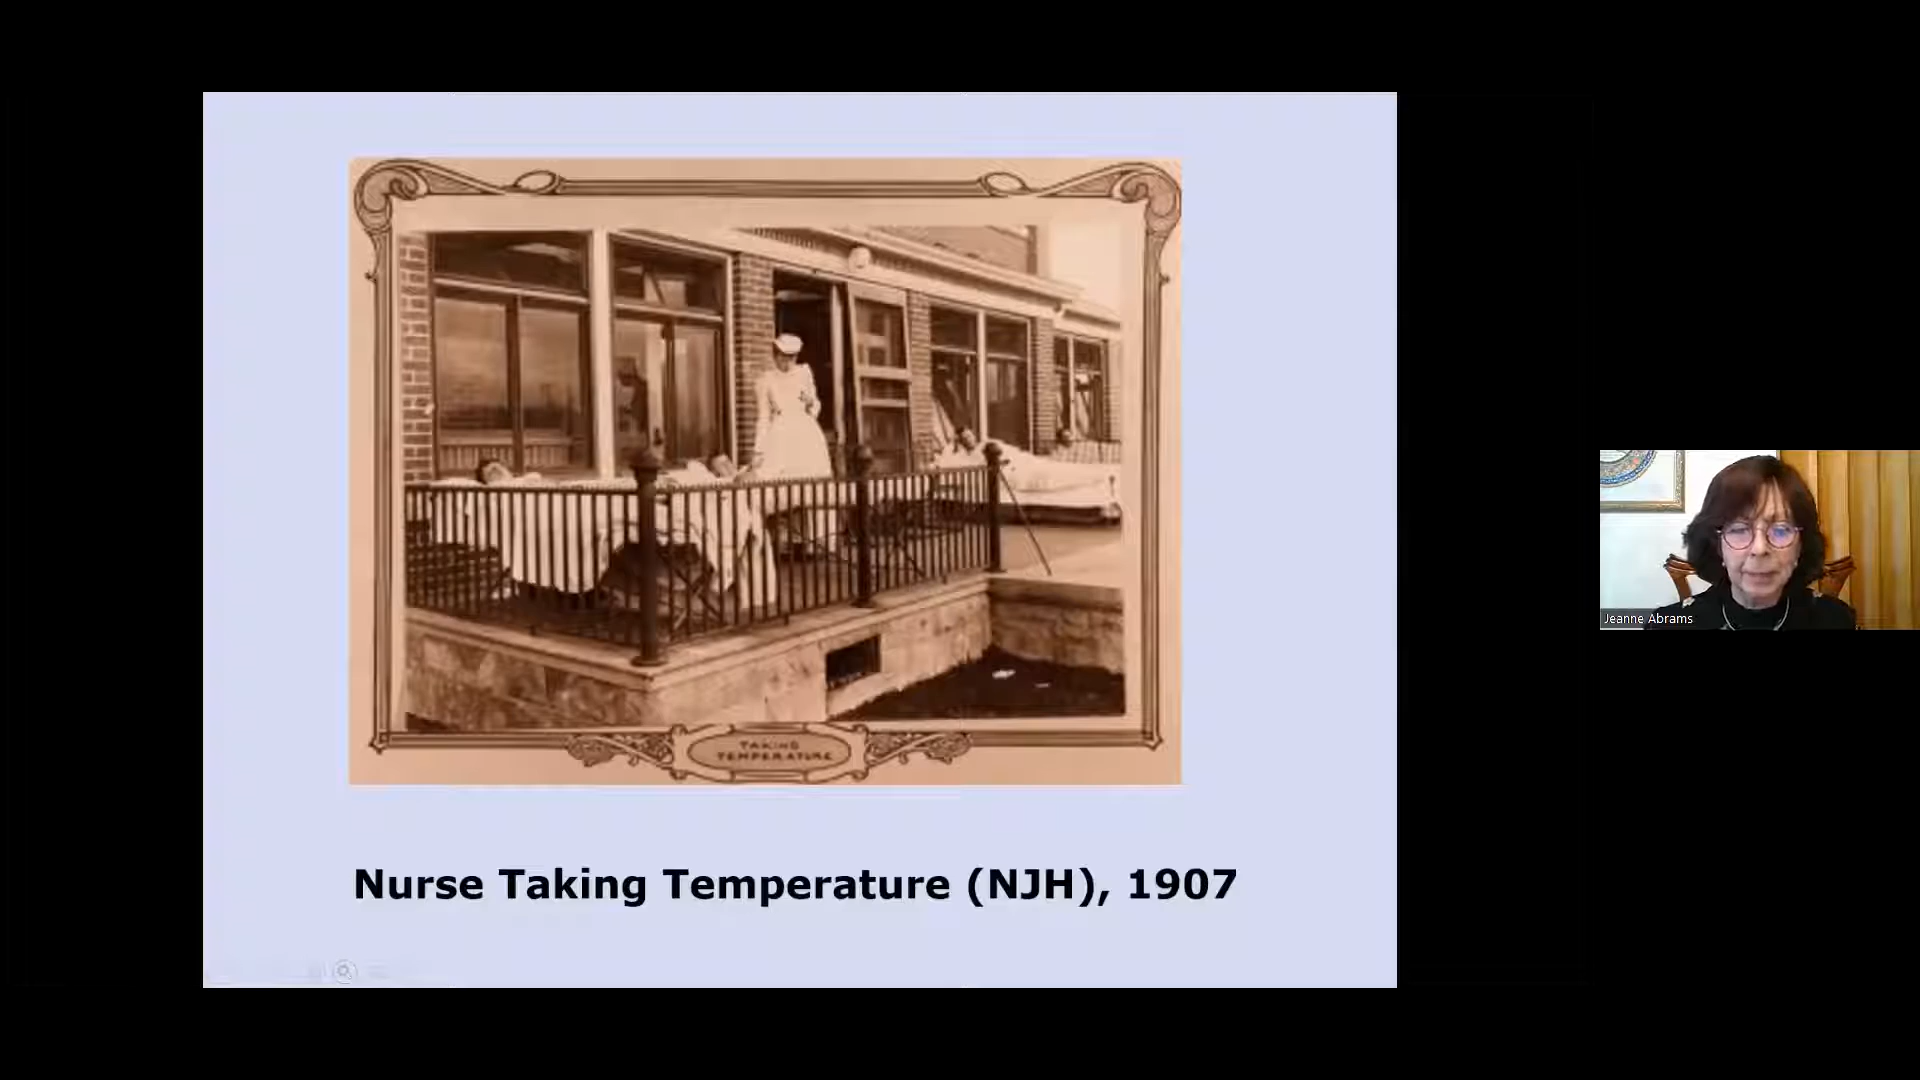 TAKING
TEMPERATURE
Nurse Taking Temperature (NJH), 1907
Jeanne Abrams